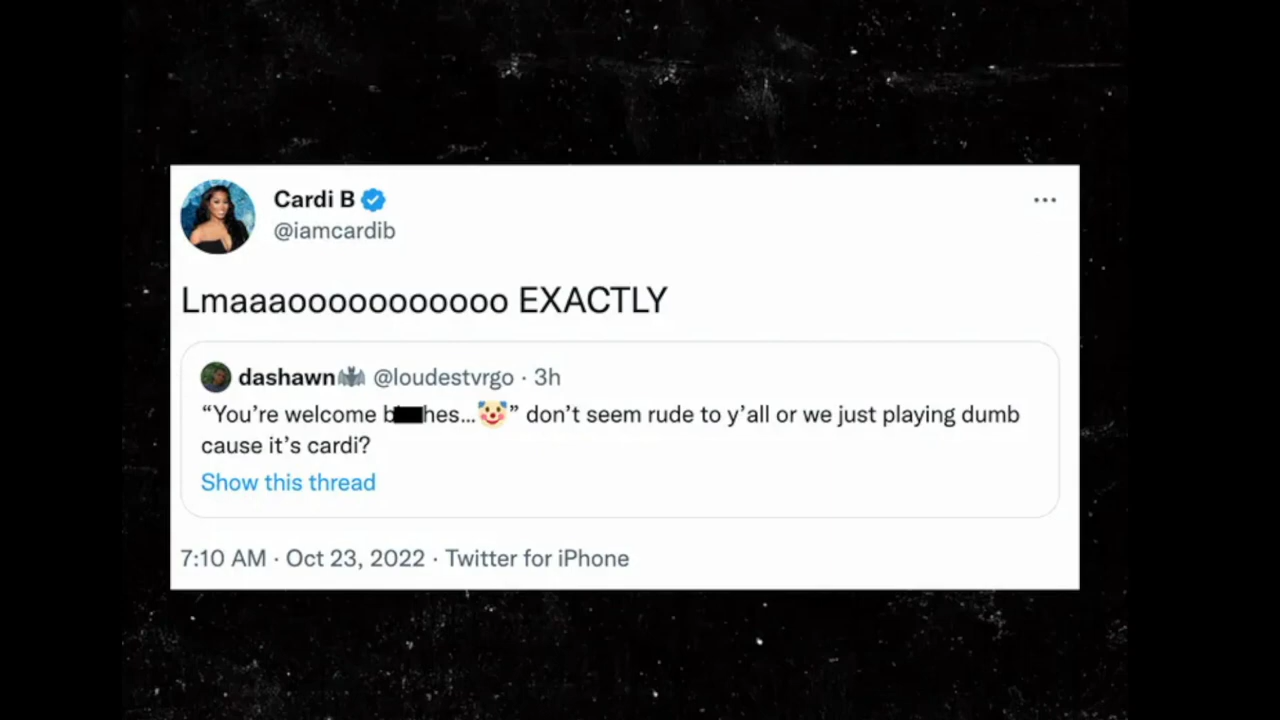 Cardi B
@iamcardib
Lmaaaooooooooooo EXACTLY
dashawn🦇 @loudestvrgo · 3h
“You’re welcome b██hes...🤡” don’t seem rude to y’all or we just playing dumb
cause it’s cardi?
Show this thread
7:10 AM · Oct 23, 2022 · Twitter for iPhone